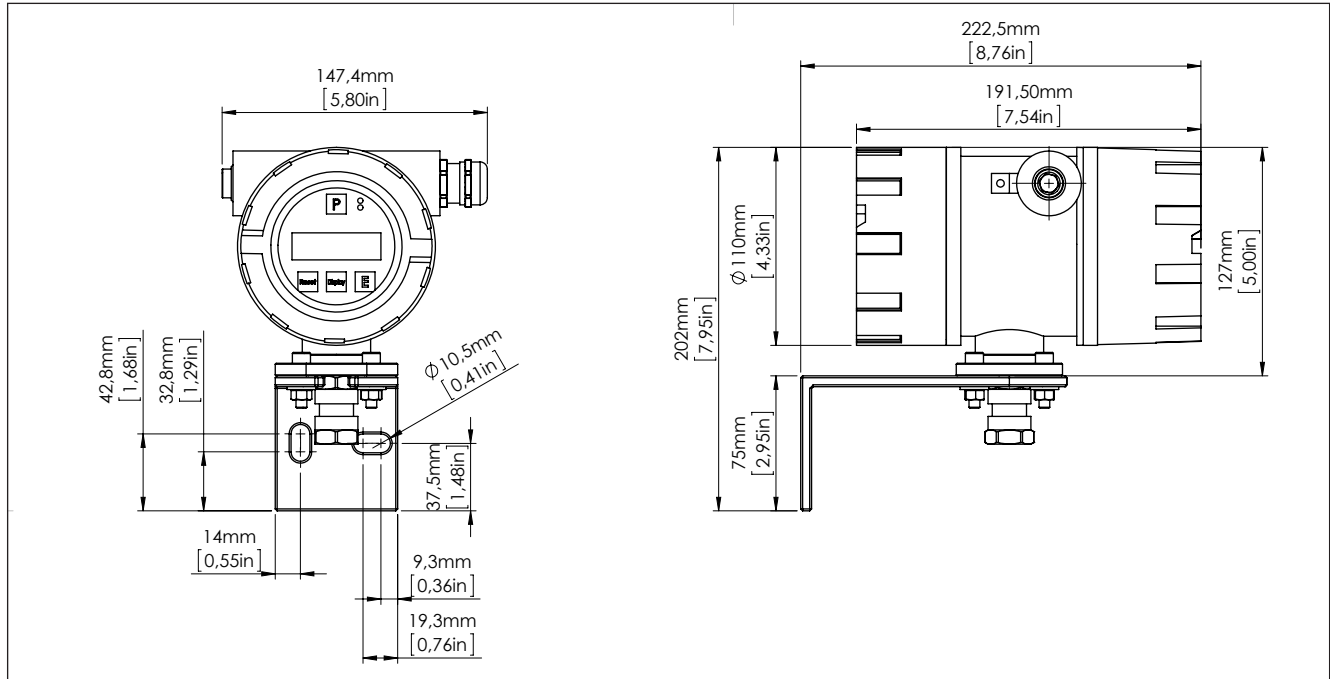 147,4mm
[5,80in]
P
Reset Display E
42,8mm
[1,68in]
32,8mm
[1,29in]
Ø 10,5mm
[0,41in]
37,5mm
[1,48in]
14mm
[0,55in]
9,3mm
[0,36in]
19,3mm
[0,76in]
222,5mm
[8,76in]
191,50mm
[7,54in]
202mm
[7,95in]
Ø 110mm
[4,33in]
127mm
[5,00in]
75mm
[2,95in]